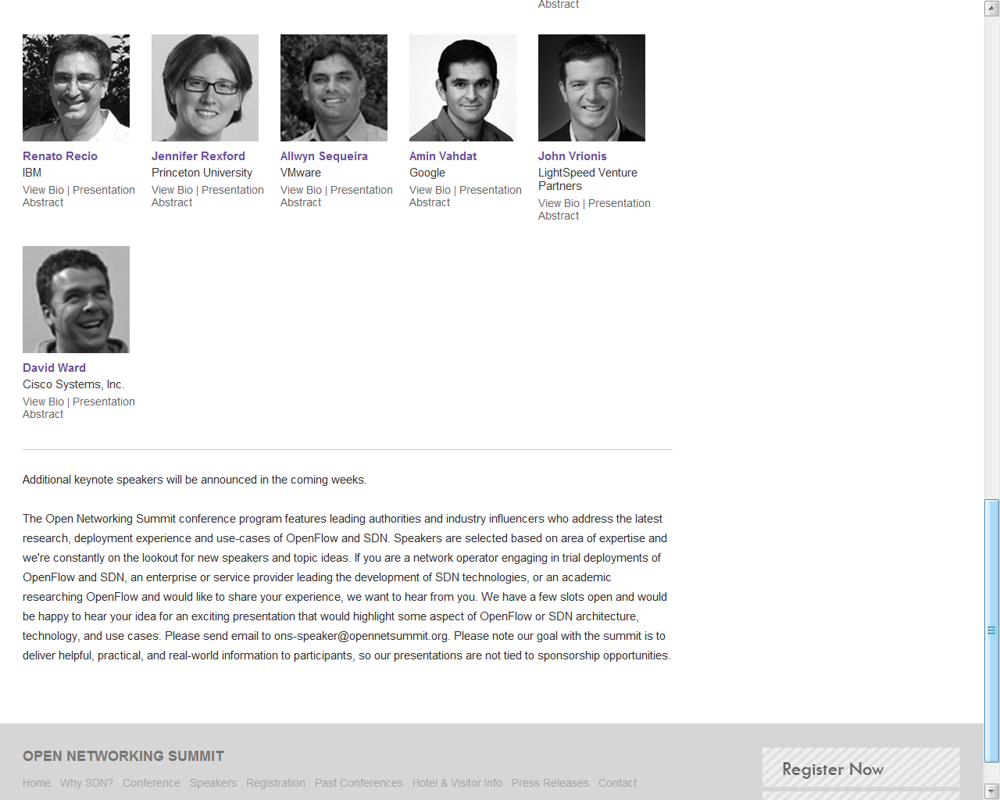 Abstract
Renato Recio
IBM
View Bio | Presentation
Abstract
Jennifer Rexford
Princeton University
View Bio | Presentation
Abstract
Allwyn Sequeira
VMware
View Bio | Presentation
Abstract
Amin Vahdat
Google
View Bio | Presentation
Abstract
John Vrionis
LightSpeed Venture
Partners
View Bio | Presentation
Abstract
David Ward
Cisco Systems, Inc.
View Bio | Presentation
Abstract
Additional keynote speakers will be announced in the coming weeks.
The Open Networking Summit conference program features leading authorities and industry influencers who address the latest
research, deployment experience and use-cases of OpenFlow and SDN. Speakers are selected based on area of expertise and
we're constantly on the lookout for new speakers and topic ideas. If you are a network operator engaging in trial deployments of
OpenFlow and SDN, an enterprise or service provider leading the development of SDN technologies, or an academic
researching OpenFlow and would like to share your experience, we want to hear from you. We have a few slots open and would
be happy to hear your idea for an exciting presentation that would highlight some aspect of OpenFlow or SDN architecture,
technology, and use cases. Please send email to ons-speaker@opennetsummit.org. Please note our goal with the summit is to
deliver helpful, practical, and real-world information to participants, so our presentations are not tied to sponsorship opportunities.
OPEN NETWORKING SUMMIT
Home Why SDN? Conference Speakers Registration Past Conferences Hotel & Visitor Info Press Releases Contact
Register Now